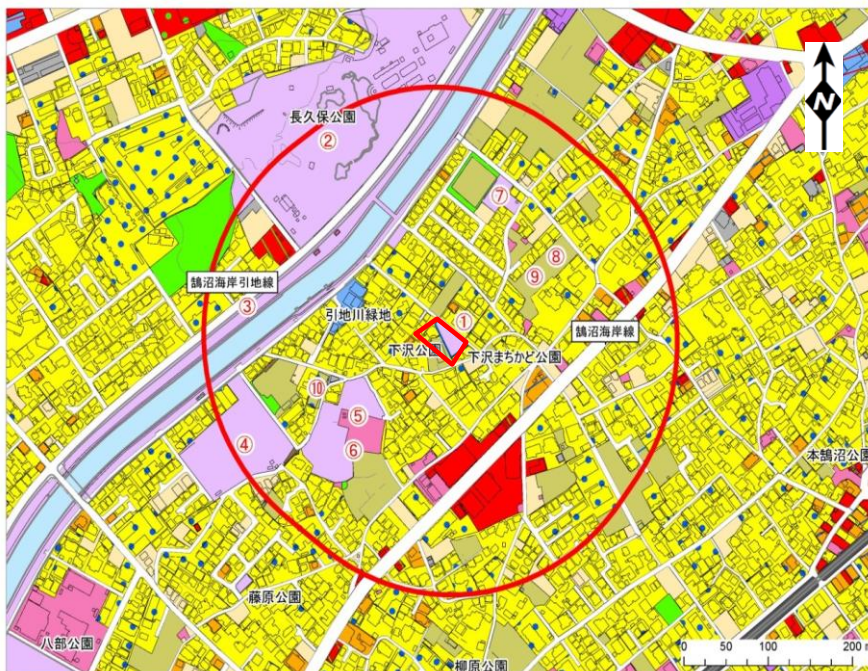 N
長久保公園
②
⑦
⑧
⑨
鵠沼海岸引地線
③
引地川緑地
①
鵠沼海岸線
下沢公園
下沢まちかど公園
⑩
⑤
④
⑥
本鵠沼公園
藤原公園
八部公園
柳原公園
0 50 100 200